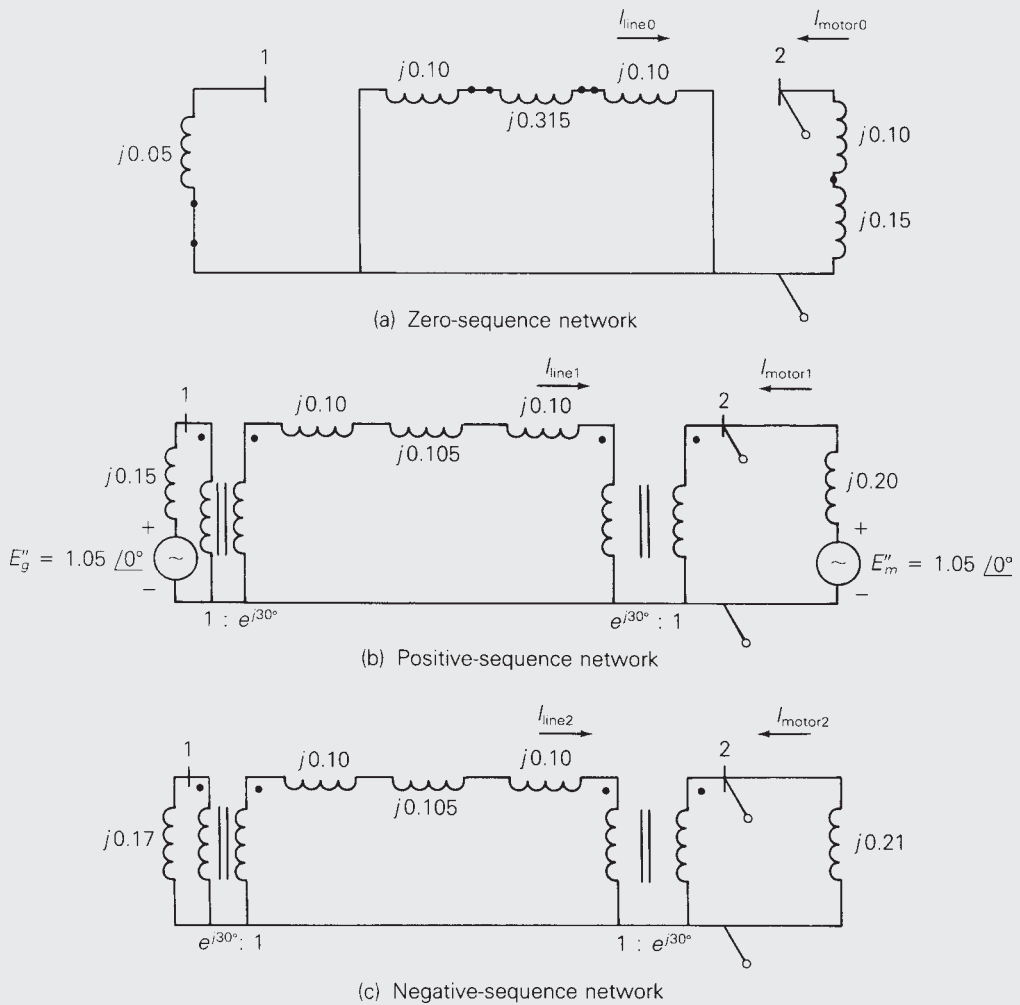 I_line0 I_motor0
1 2
j0.10 j0.10
j0.315
j0.05 j0.10
j0.15
(a) Zero-sequence network
I_line1 I_motor1
1 2
j0.10 j0.10
j0.105
j0.15 j0.20
+ +
E″_g = 1.05 /0° ~ ~ E″_m = 1.05 /0°
− −
1 : e^j30° e^j30° : 1
(b) Positive-sequence network
I_line2 I_motor2
1 2
j0.10 j0.10
j0.105
j0.17 j0.21
e^j30° : 1 1 : e^j30°
(c) Negative-sequence network